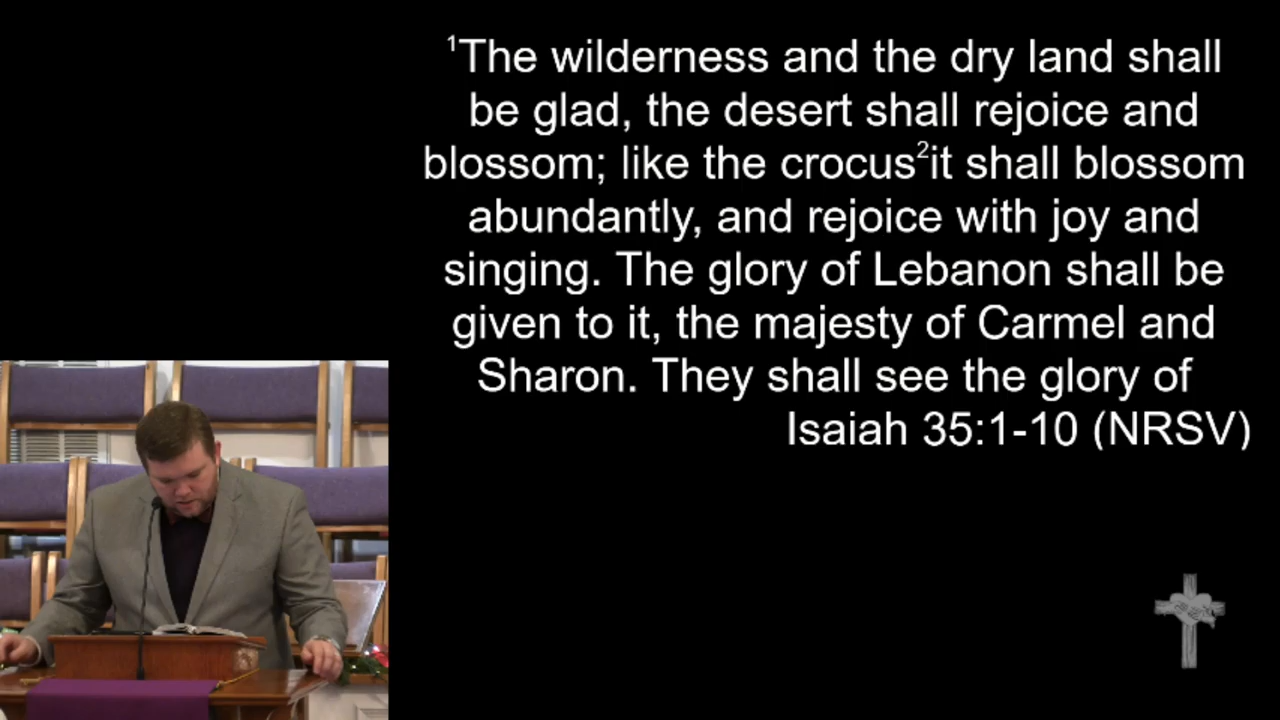 ¹The wilderness and the dry land shall
be glad, the desert shall rejoice and
blossom; like the crocus²it shall blossom
abundantly, and rejoice with joy and
singing. The glory of Lebanon shall be
given to it, the majesty of Carmel and
Sharon. They shall see the glory of
Isaiah 35:1-10 (NRSV)